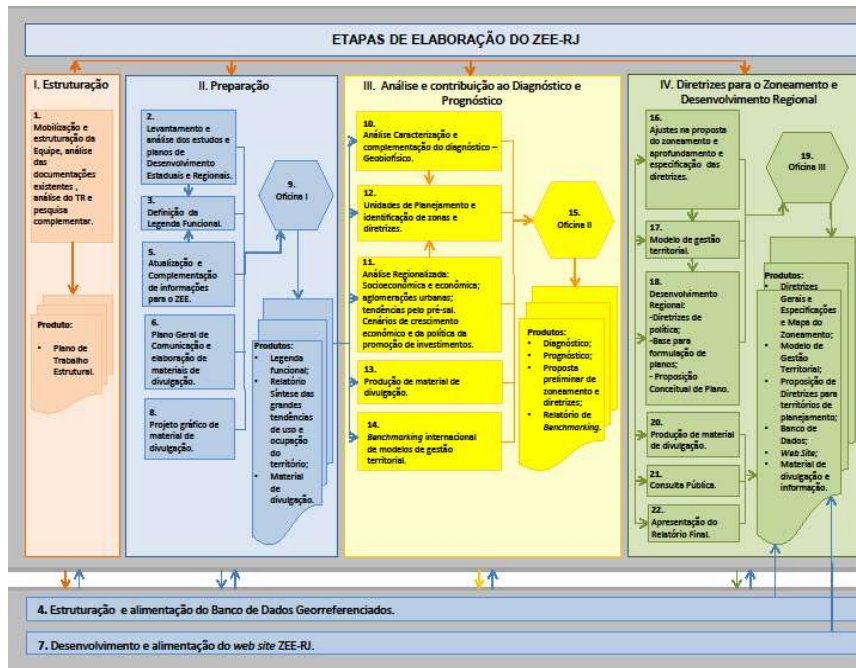 ETAPAS DE ELABORAÇÃO DO ZEE-RJ
I. Estruturação
1.
Mobilização e
estruturação da
Equipe, análise
das
documentações
existentes ,
análise do TR e
pesquisa
complementar.
Produto:
• Plano de
Trabalho
Estrutural.
II. Preparação
2.
Levantamento e
análise dos estudos e
planos de
Desenvolvimento
Estaduais e Regionais.
3.
Definição da
Legenda Funcional.
5.
Atualização e
Complementação
de informações
para o ZEE.
6.
Plano Geral de
Comunicação e
elaboração de
materiais de
divulgação.
8.
Projeto gráfico de
material de
divulgação.
9.
Oficina I
Produtos:
• Legenda
funcional;
• Relatório
Síntese das
grandes
tendências
de uso e
ocupação
do
território;
• Material
de
divulgação.
III. Análise e contribuição ao Diagnóstico e
Prognóstico
10.
Análise Caracterização e
complementação do diagnóstico –
Geobiofísico.
12.
Unidades de Planejamento e
identificação de zonas e
diretrizes.
11.
Análise Regionalizada:
Socioeconômica e econômica;
aglomerações urbanas;
tendências pelo pré-sal.
Cenários de crescimento
econômico e da política da
promoção de investimentos.
13.
Produção de material de
divulgação.
14.
Benchmarking internacional
de modelos de gestão
territorial.
15.
Oficina II
Produtos:
• Diagnóstico;
• Prognóstico;
• Proposta
preliminar de
zoneamento e
diretrizes;
• Relatório de
Benchmarking.
IV. Diretrizes para o Zoneamento e
Desenvolvimento Regional
16.
Ajustes na proposta
do zoneamento e
aprofundamento e
especificação das
diretrizes.
17.
Modelo de gestão
territorial.
18.
Desenvolvimento
Regional:
-Diretrizes de
política;
-Base para
formulação de
planos;
- Proposição
Conceitual de Plano.
20.
Produção de material
de divulgação.
21.
Consulta Pública.
22.
Apresentação do
Relatório Final.
19.
Oficina III
Produtos:
• Diretrizes
Gerais e
Especificações
e Mapa do
Zoneamento;
• Modelo de
Gestão
Territorial;
• Proposição de
Diretrizes para
territórios de
planejamento;
• Banco de
Dados;
• Web Site;
• Material de
divulgação e
informação.
4. Estruturação e alimentação do Banco de Dados Georreferenciados.
7. Desenvolvimento e alimentação do web site ZEE-RJ.